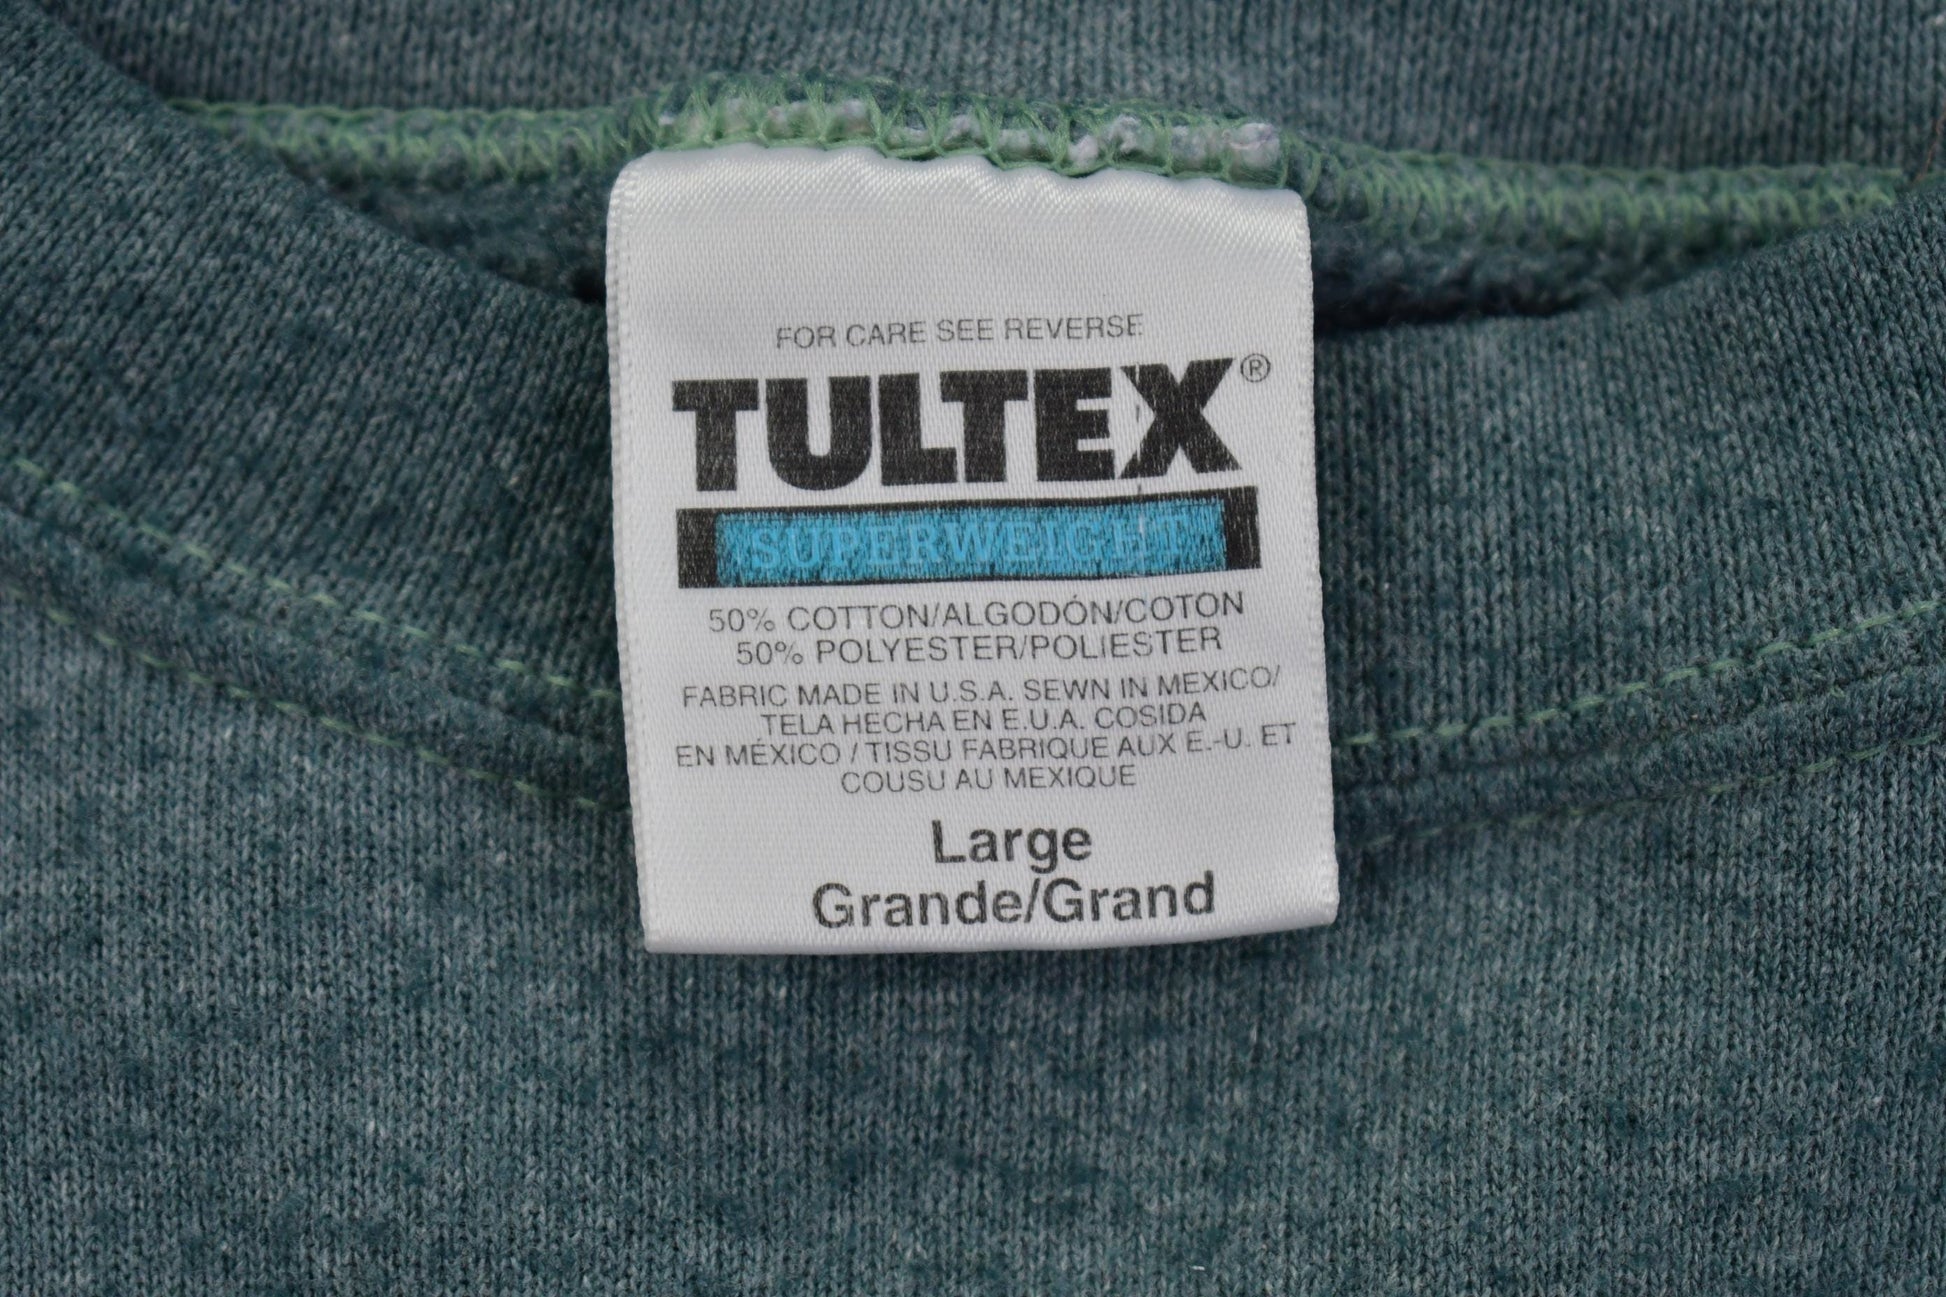 FOR CARE SEE REVERSE
TULTEX®
SUPERWEIGHT
50% COTTON/ALGODÓN/COTON
50% POLYESTER/POLIESTER
FABRIC MADE IN U.S.A. SEWN IN MEXICO/
TELA HECHA EN E.U.A. COSIDA
EN MÉXICO / TISSU FABRIQUE AUX E.-U. ET
COUSU AU MEXIQUE
Large
Grande/Grand